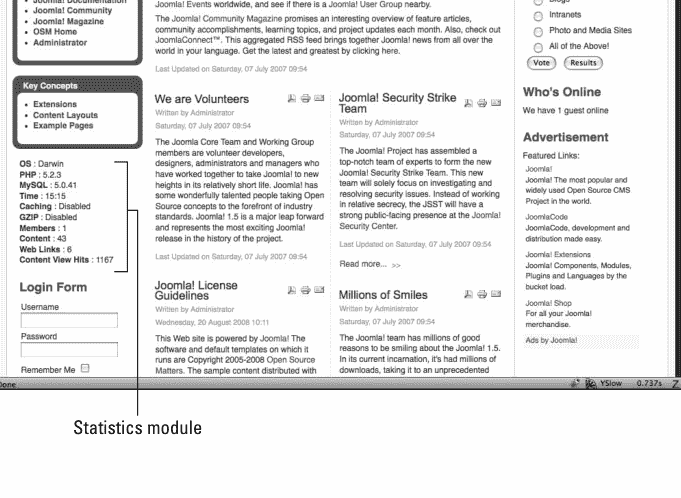 Joomla! Documentation
Joomla! Community
Joomla! Magazine
OSM Home
Administrator
Key Concepts
Extensions
Content Layouts
Example Pages
OS : Darwin
PHP : 5.2.3
MySQL : 5.0.41
Time : 15:15
Caching : Disabled
GZIP : Disabled
Members : 1
Content : 43
Web Links : 6
Content View Hits : 1167
Login Form
Username
Password
Remember Me
Joomla! Events worldwide, and see if there is a Joomla! User Group nearby.
The Joomla! Community Magazine promises an interesting overview of feature articles,
community accomplishments, learning topics, and project updates each month. Also, check out
JoomlaConnect™. This aggregated RSS feed brings together Joomla! news from all over the
world in your language. Get the latest and greatest by clicking here.
Last Updated on Saturday, 07 July 2007 09:54
We are Volunteers
Written by Administrator
Saturday, 07 July 2007 09:54
The Joomla Core Team and Working Group
members are volunteer developers,
designers, administrators and managers who
have worked together to take Joomla! to new
heights in its relatively short life. Joomla! has
some wonderfully talented people taking Open
Source concepts to the forefront of industry
standards. Joomla! 1.5 is a major leap forward
and represents the most exciting Joomla!
release in the history of the project.
Last Updated on Saturday, 07 July 2007 09:54
Joomla! License
Guidelines
Written by Administrator
Wednesday, 20 August 2008 10:11
This Web site is powered by Joomla! The
software and default templates on which it
runs are Copyright 2005-2008 Open Source
Matters. The sample content distributed with
Joomla! Security Strike
Team
Written by Administrator
Saturday, 07 July 2007 09:54
The Joomla! Project has assembled a
top-notch team of experts to form the new
Joomla! Security Strike Team. This new
team will solely focus on investigating and
resolving security issues. Instead of working
in relative secrecy, the JSST will have a
strong public-facing presence at the Joomla!
Security Center.
Last Updated on Saturday, 07 July 2007 09:54
Read more... >>
Millions of Smiles
Written by Administrator
Saturday, 07 July 2007 09:54
The Joomla! team has millions of good
reasons to be smiling about the Joomla! 1.5.
In its current incarnation, it's had millions of
downloads, taking it to an unprecedented
Blogs
Intranets
Photo and Media Sites
All of the Above!
Vote Results
Who's Online
We have 1 guest online
Advertisement
Featured Links:
Joomla!
Joomla! The most popular and
widely used Open Source CMS
Project in the world.
JoomlaCode
JoomlaCode, development and
distribution made easy.
Joomla! Extensions
Joomla! Components, Modules,
Plugins and Languages by the
bucket load.
Joomla! Shop
For all your Joomla!
merchandise.
Ads by Joomla!
Done YSlow 0.737s Z
Statistics module